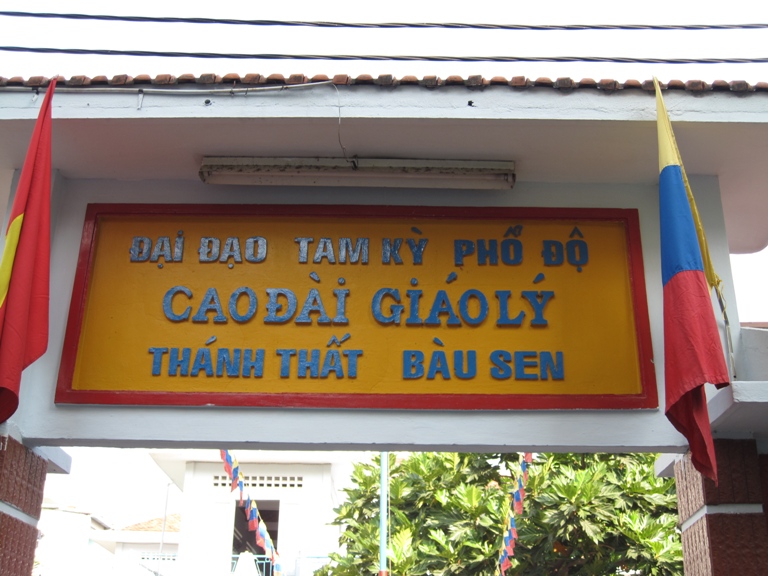 ĐẠI ĐẠO TAM KỲ PHỔ ĐỘ
CAO ĐÀI GIÁO LÝ
THÁNH THẤT BÀU SEN